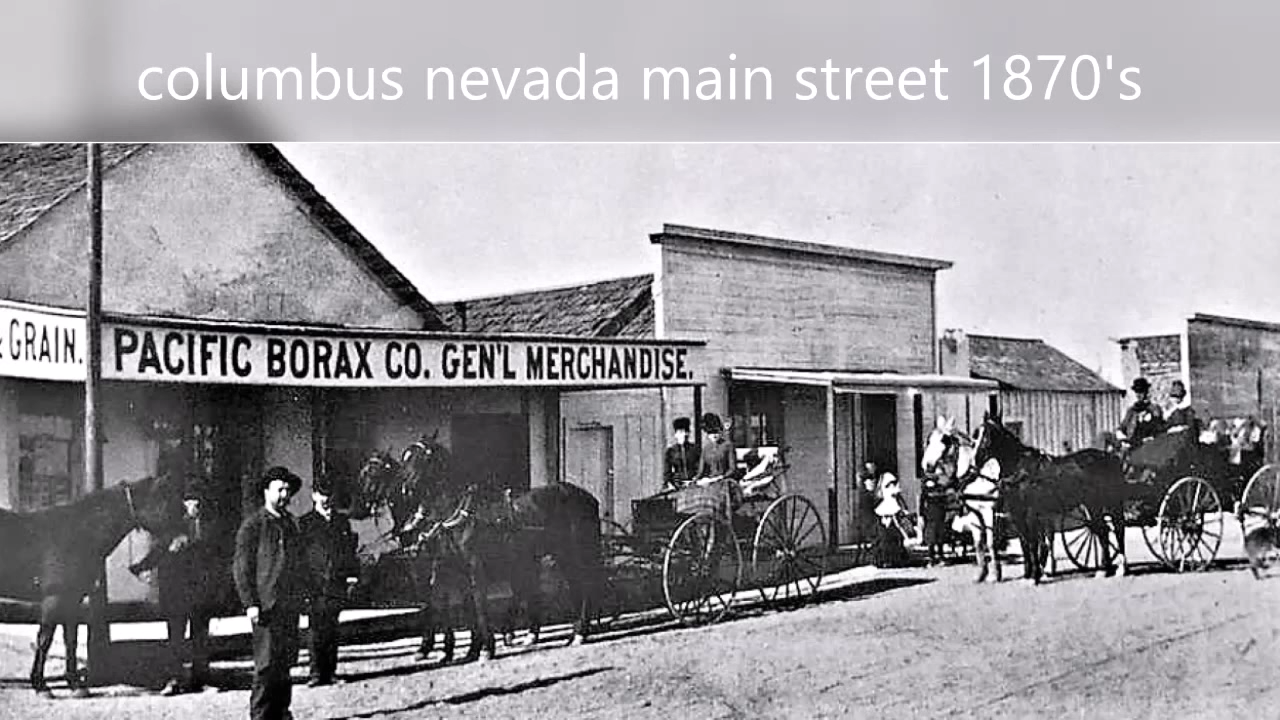 columbus nevada main street 1870's
& GRAIN.
PACIFIC BORAX CO. GEN'L MERCHANDISE.